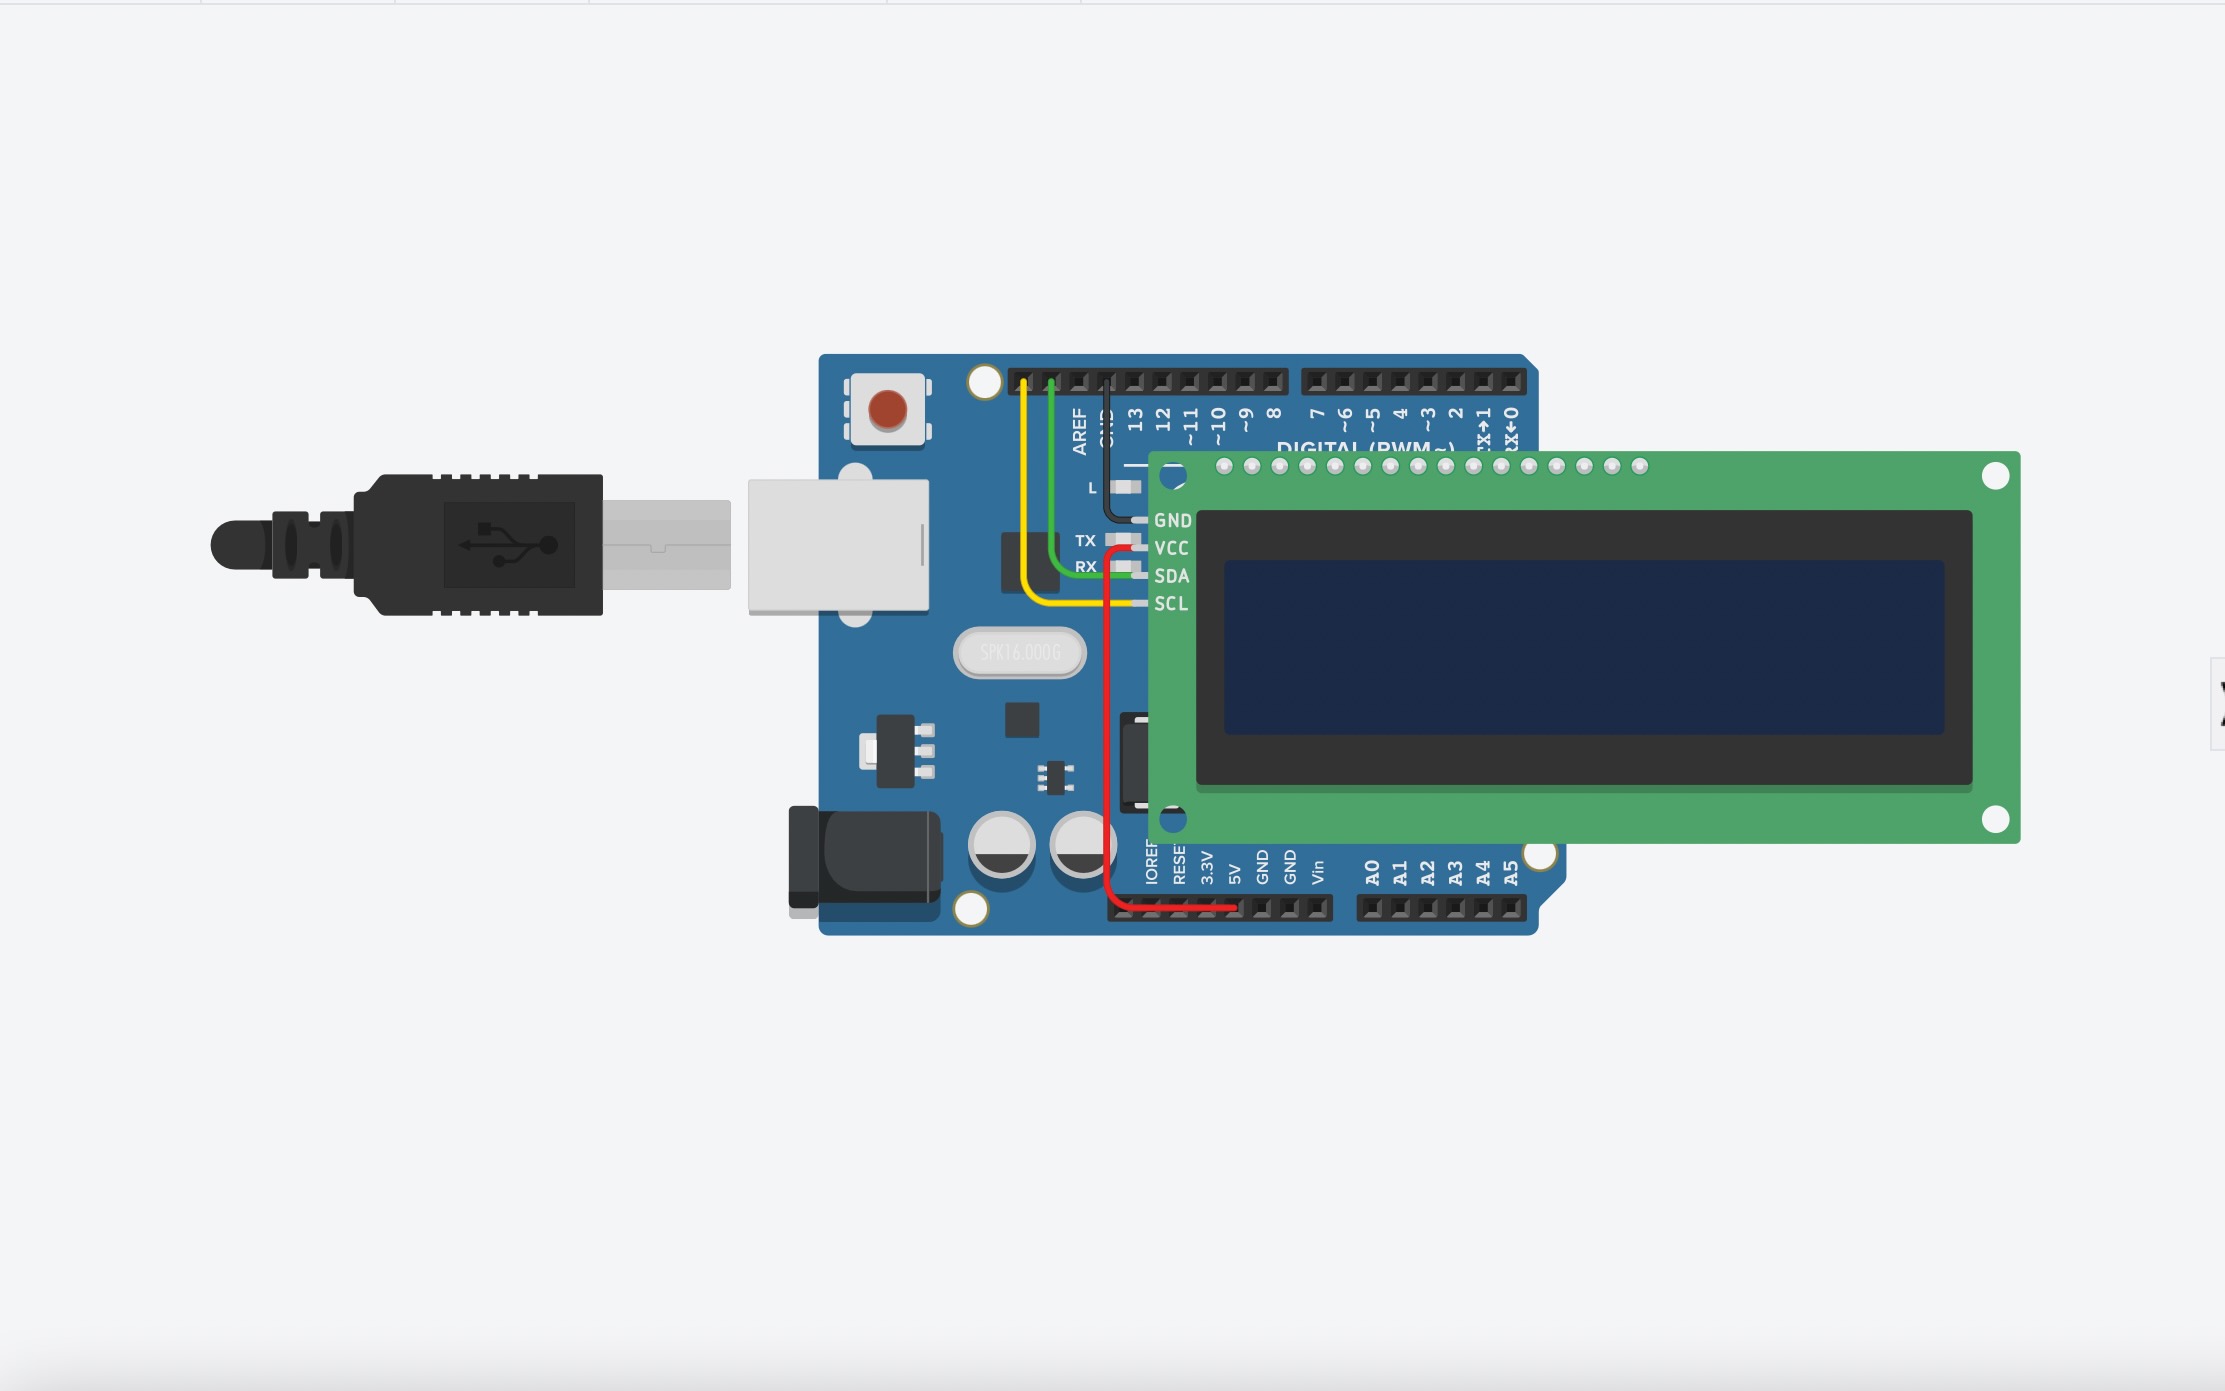 AREF
GND
13
12
~11
~10
~9
8
7
~6
~5
4
~3
2
TX→1
RX←0
DIGITAL (PWM~)
L
TX
RX
GND
VCC
SDA
SCL
SPK16.000G
IOREF
RESE
3.3V
5V
GND
GND
Vin
A0
A1
A2
A3
A4
A5